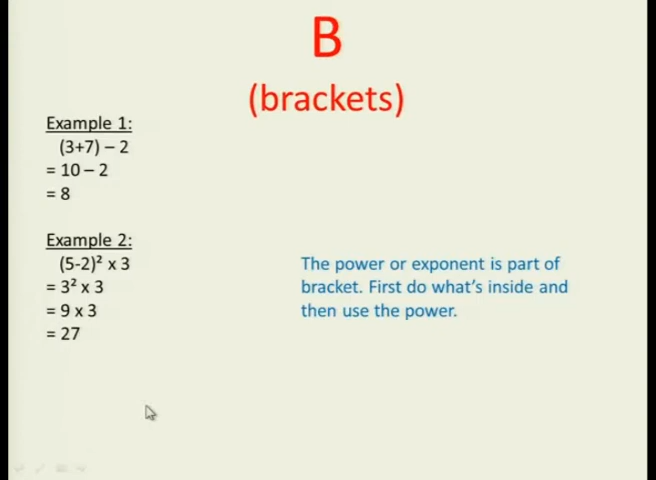 B
(brackets)
Example 1:
(3+7) – 2
= 10 – 2
= 8
Example 2:
(5-2)² x 3
= 3² x 3
= 9 x 3
= 27
The power or exponent is part of
bracket. First do what's inside and
then use the power.